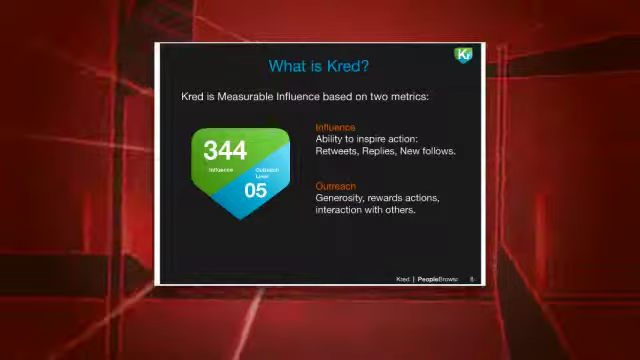 Kr
What is Kred?
Kred is Measurable Influence based on two metrics:
344
Influence
Outreach
Level
05
Influence
Ability to inspire action:
Retweets, Replies, New follows.
Outreach
Generosity, rewards actions,
interaction with others.
Kred | PeopleBrowsr